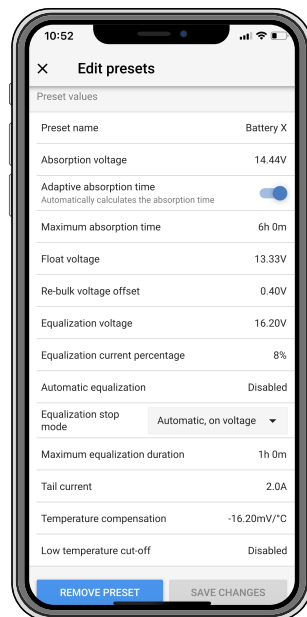 10:52
Edit presets
Preset values
Preset name Battery X
Absorption voltage 14.44V
Adaptive absorption time
Automatically calculates the absorption time
Maximum absorption time 6h 0m
Float voltage 13.33V
Re-bulk voltage offset 0.40V
Equalization voltage 16.20V
Equalization current percentage 8%
Automatic equalization Disabled
Equalization stop
mode Automatic, on voltage
Maximum equalization duration 1h 0m
Tail current 2.0A
Temperature compensation -16.20mV/°C
Low temperature cut-off Disabled
REMOVE PRESET SAVE CHANGES